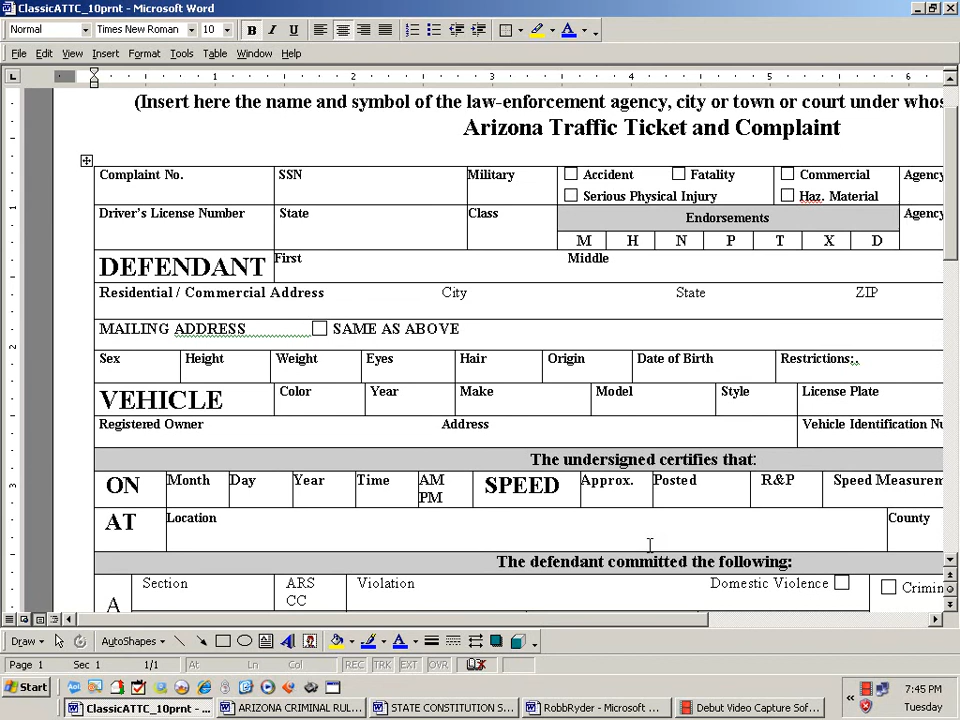 ClassicATTC_10prnt - Microsoft Word
Normal Times New Roman 10 B I U A
File Edit View Insert Format Tools Table Window Help
L 1 2 3 4 5 6
(Insert here the name and symbol of the law-enforcement agency, city or town or court under whos
Arizona Traffic Ticket and Complaint
Complaint No. SSN Military Accident Fatality Commercial Agency
Serious Physical Injury Haz. Material
Driver's License Number State Class Endorsements Agency
M H N P T X D
DEFENDANT First Middle
Residential / Commercial Address City State ZIP
MAILING ADDRESS SAME AS ABOVE
Sex Height Weight Eyes Hair Origin Date of Birth Restrictions:.
VEHICLE Color Year Make Model Style License Plate
Registered Owner Address Vehicle Identification Nu
The undersigned certifies that:
ON Month Day Year Time AM SPEED Approx. Posted R&P Speed Measurem
PM
AT Location County
The defendant committed the following:
A Section ARS Violation Domestic Violence Crimin
CC
Draw AutoShapes A A
Page 1 Sec 1 1/1 At Ln Col REC TRK EXT OVR
Start 7:45 PM
Tuesday
ClassicATTC_10prnt - ... ARIZONA CRIMINAL RUL... STATE CONSTITUTION S... RobbRyder - Microsoft ... Debut Video Capture Sof...